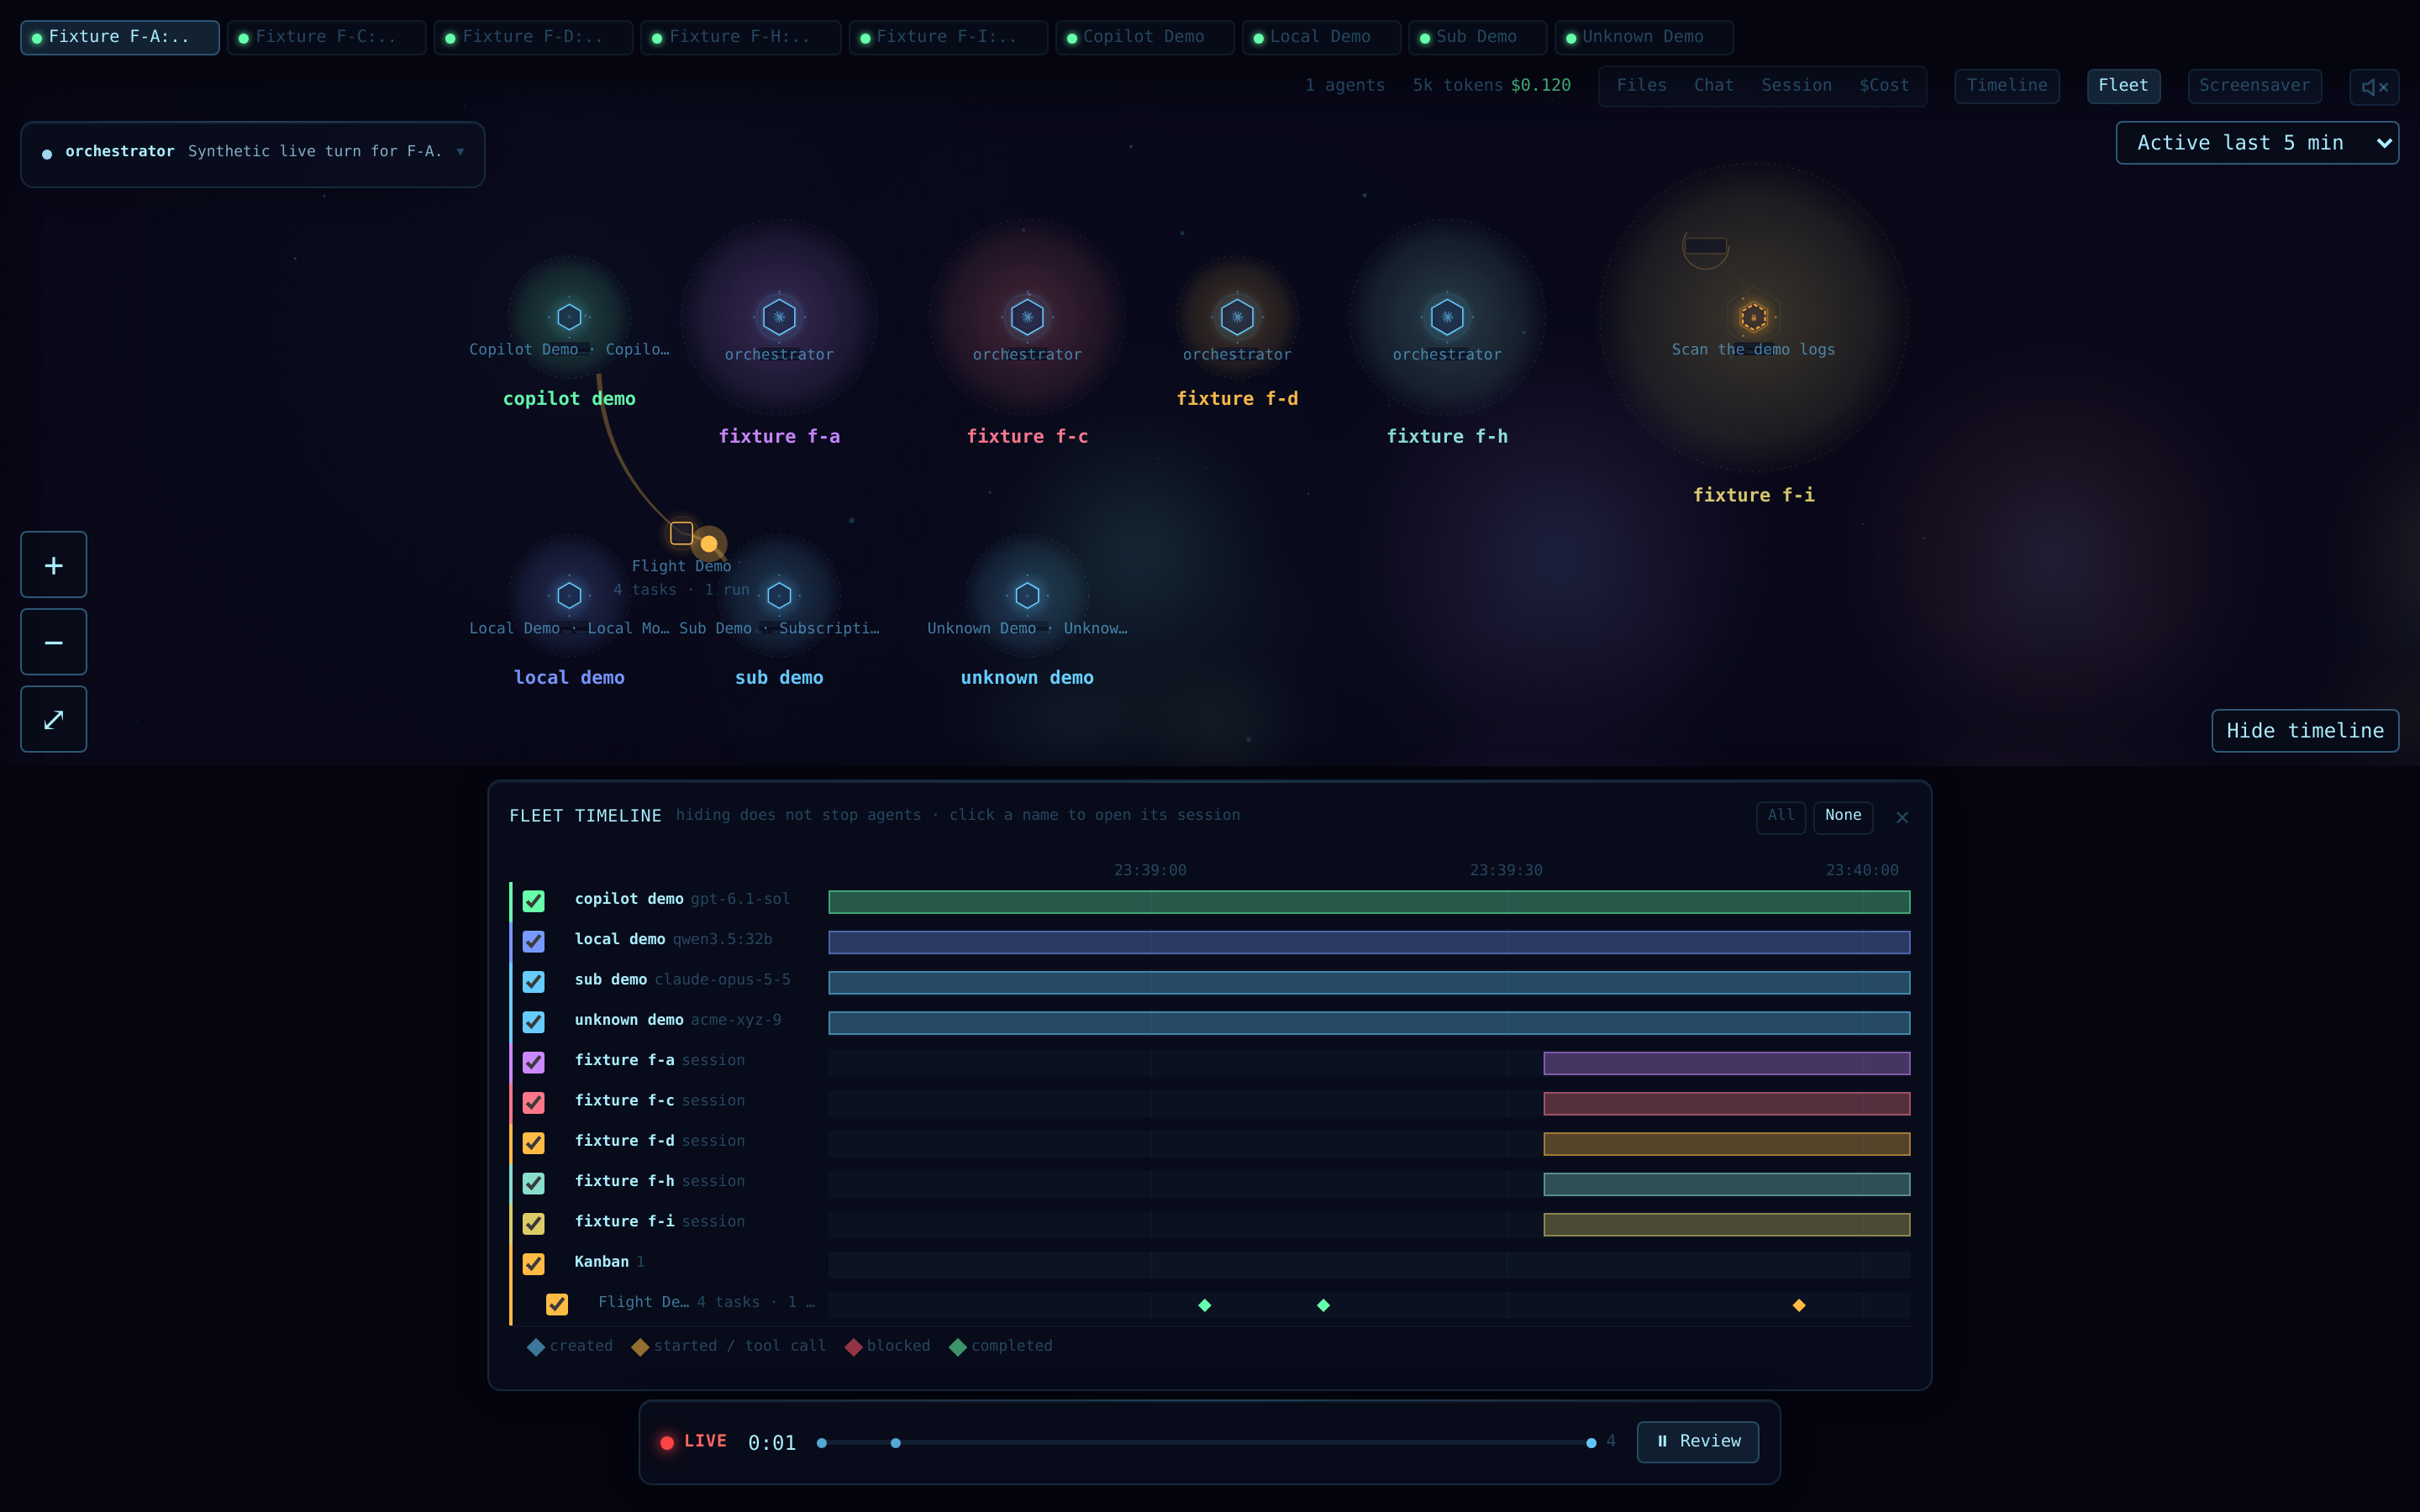 Fixture F-A:.. Fixture F-C:.. Fixture F-D:.. Fixture F-H:.. Fixture F-I:.. Copilot Demo Local Demo Sub Demo Unknown Demo
1 agents 5k tokens $0.120 Files Chat Session $Cost Timeline Fleet Screensaver
orchestrator Synthetic live turn for F-A.
Active last 5 min
Copilot Demo · Copilo…
orchestrator
orchestrator
orchestrator
orchestrator
Scan the demo logs
copilot demo
fixture f-a
fixture f-c
fixture f-d
fixture f-h
fixture f-i
Flight Demo
4 tasks · 1 run
Local Demo · Local Mo…
Sub Demo · Subscripti…
Unknown Demo · Unknow…
local demo
sub demo
unknown demo
+
−
Hide timeline
FLEET TIMELINE hiding does not stop agents · click a name to open its session All None ×
23:39:00 23:39:30 23:40:00
copilot demo gpt-6.1-sol
local demo qwen3.5:32b
sub demo claude-opus-5-5
unknown demo acme-xyz-9
fixture f-a session
fixture f-c session
fixture f-d session
fixture f-h session
fixture f-i session
Kanban 1
Flight De… 4 tasks · 1 …
created started / tool call blocked completed
LIVE 0:01 4 Review